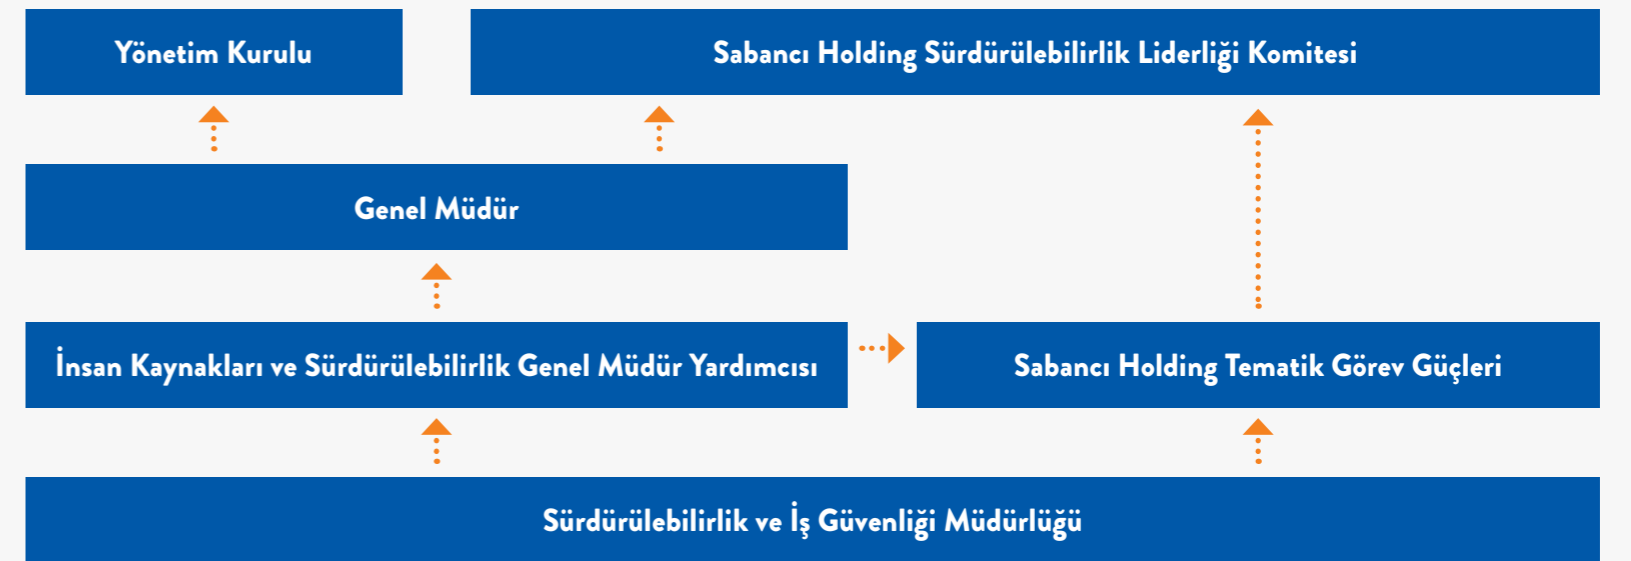 Yönetim Kurulu
Sabancı Holding Sürdürülebilirlik Liderliği Komitesi
Genel Müdür
İnsan Kaynakları ve Sürdürülebilirlik Genel Müdür Yardımcısı
Sabancı Holding Tematik Görev Güçleri
Sürdürülebilirlik ve İş Güvenliği Müdürlüğü